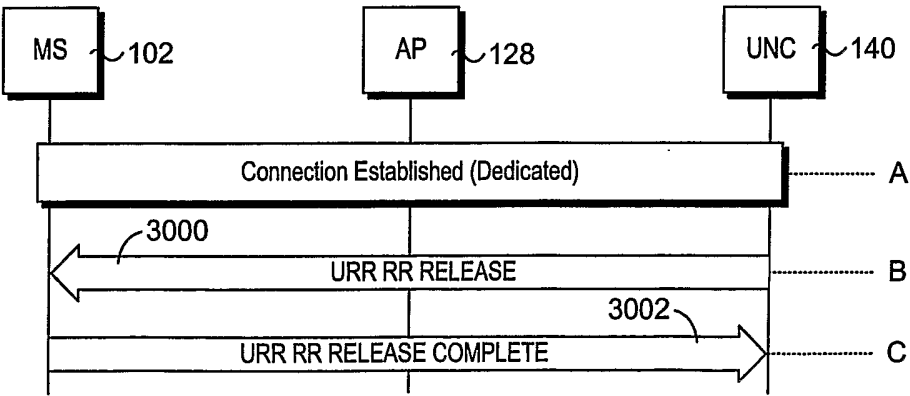 MS 102
AP 128
UNC 140
Connection Established (Dedicated) A
3000
URR RR RELEASE B
3002
URR RR RELEASE COMPLETE C